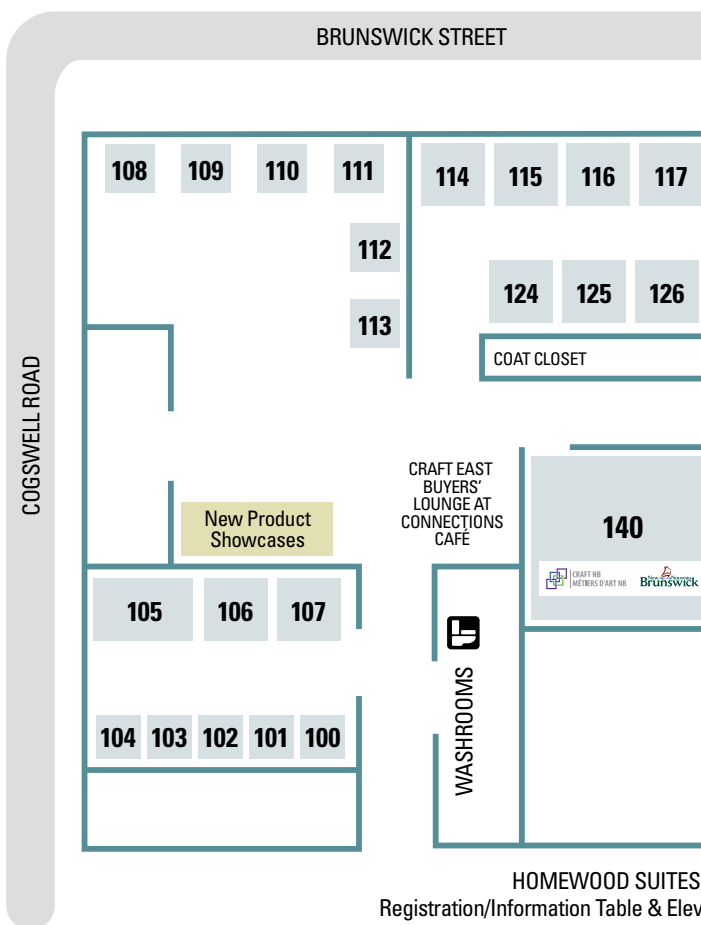 BRUNSWICK STREET
COGSWELL ROAD
108 109 110 111
114 115 116 117
112
113
124 125 126
COAT CLOSET
CRAFT EAST
BUYERS'
LOUNGE AT
CONNECTIONS
CAFÉ
New Product
Showcases
140
CRAFT NB
MÉTIERS D'ART NB
New Nouveau
Brunswick
105 106 107
WASHROOMS
104 103 102 101 100
HOMEWOOD SUITES
Registration/Information Table & Elev